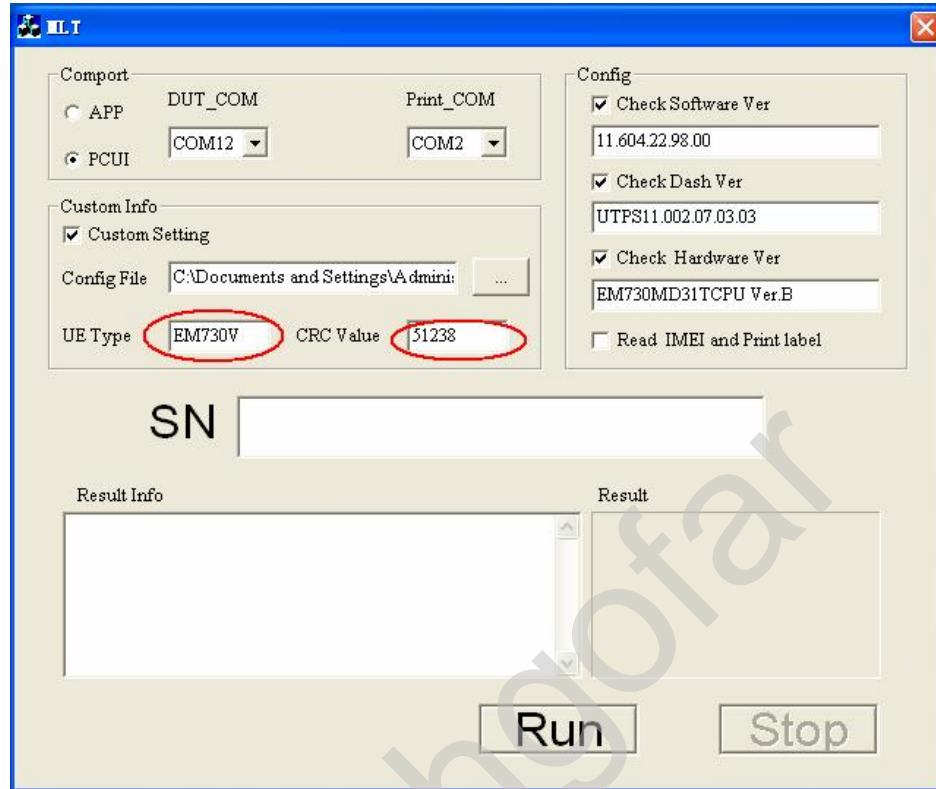 MLT
Comport
APP
PCUI
DUT_COM
COM12
Print_COM
COM2
Custom Info
Custom Setting
Config File C:\Documents and Settings\Admini
...
UE Type EM730V CRC Value 51238
Config
Check Software Ver
11.604.22.98.00
Check Dash Ver
UTPS11.002.07.03.03
Check Hardware Ver
EM730MD31TCPU Ver.B
Read IMEI and Print label
SN
Result Info
Result
Run
Stop
hgofar